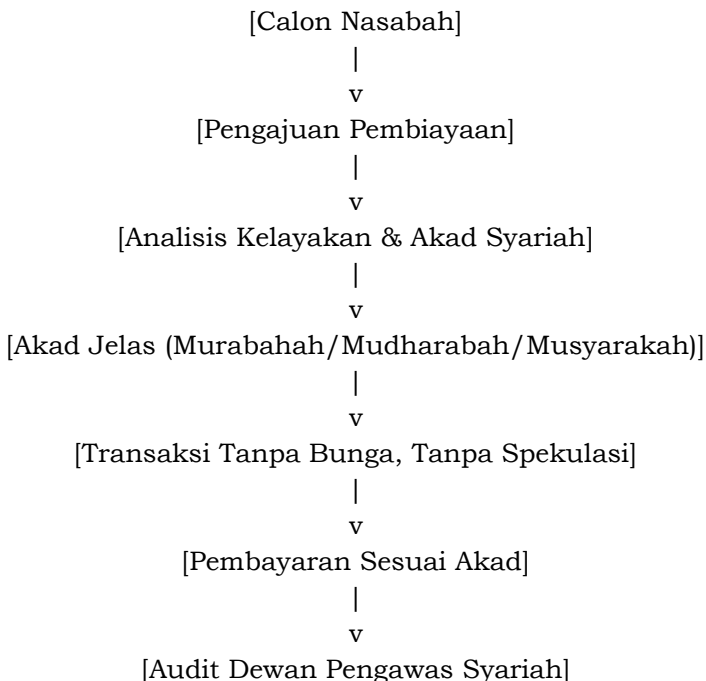 [Calon Nasabah]
|
v
[Pengajuan Pembiayaan]
|
v
[Analisis Kelayakan & Akad Syariah]
|
v
[Akad Jelas (Murabahah/Mudharabah/Musyarakah)]
|
v
[Transaksi Tanpa Bunga, Tanpa Spekulasi]
|
v
[Pembayaran Sesuai Akad]
|
v
[Audit Dewan Pengawas Syariah]